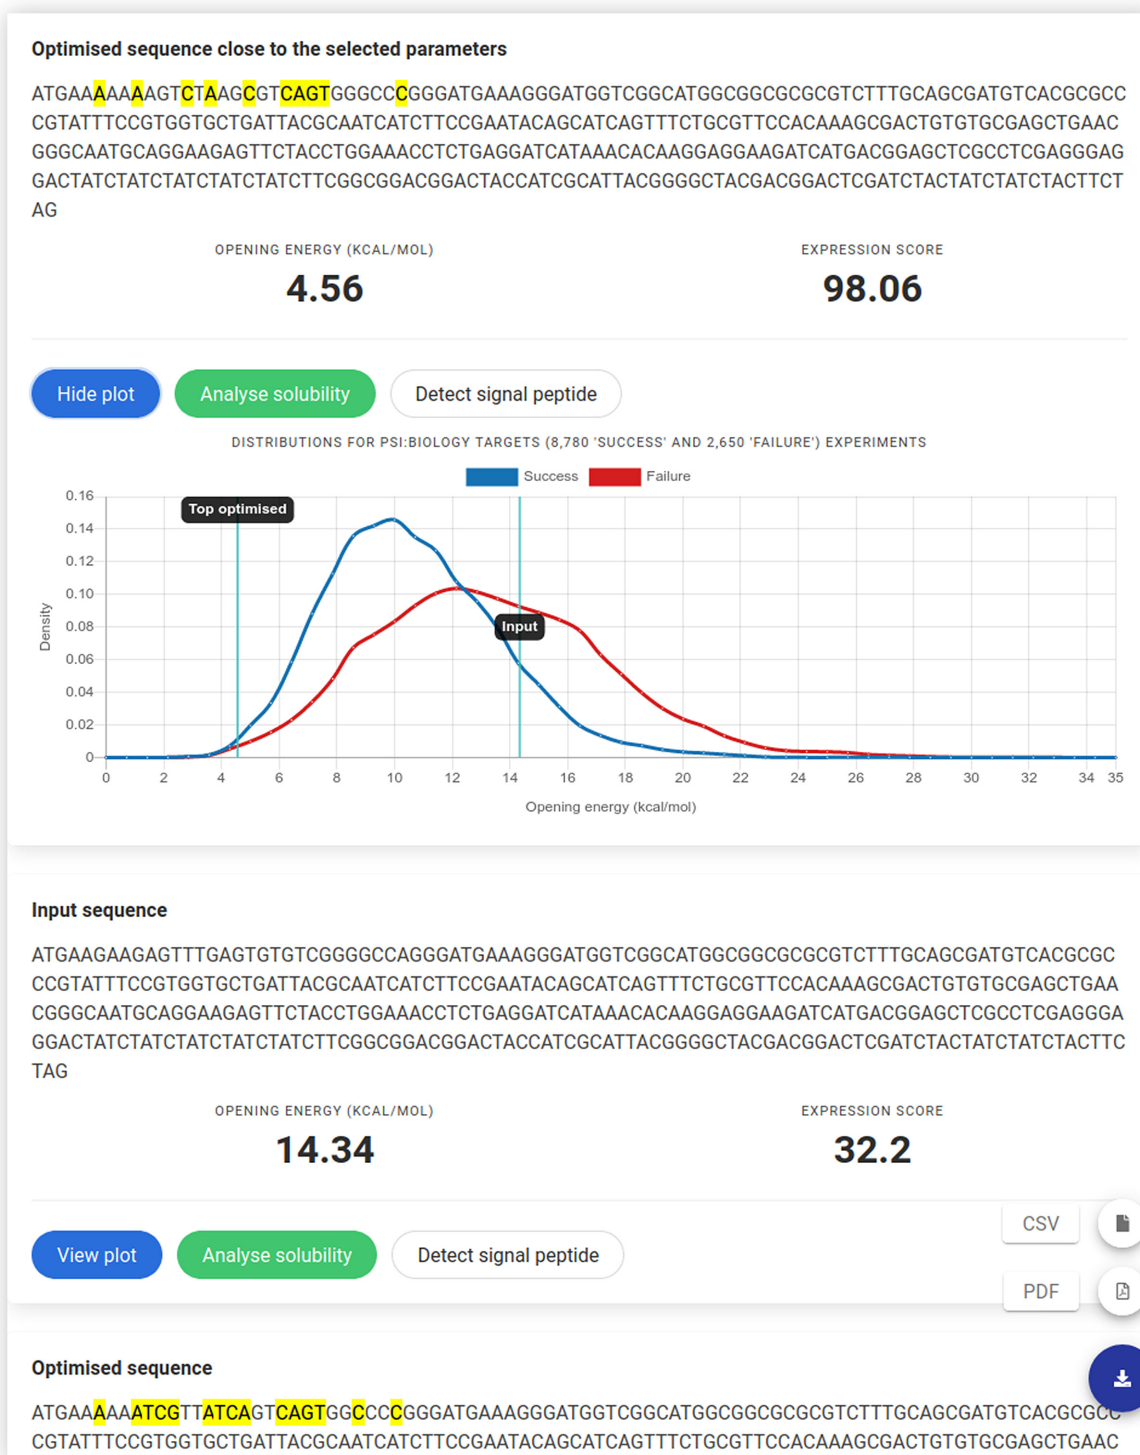 Optimised sequence close to the selected parameters
ATGAAAAAAAAGTCTAAGCGTCAGTGGGCCCGGGATGAAAGGGATGGTCGGCATGGCGGCGCGCGTCTTTGCAGCGATGTCACGCGCC
CGTATTTCCGTGGTGCTGATTACGCAATCATCTTCCGAATACAGCATCAGTTTCTGCGTTCCACAAAGCGACTGTGTGCGAGCTGAAC
GGGCAATGCAGGAAGAGTTCTACCTGGAAACCTCTGAGGATCATAAACACAAGGAGGAAGATCATGACGGAGCTCGCCTCGAGGGAG
GACTATCTATCTATCTATCTATCTTCGGCGGACGGACTACCATCGCATTACGGGGCTACGACGGACTCGATCTACTATCTATCTACTTCT
AG
OPENING ENERGY (KCAL/MOL) EXPRESSION SCORE
4.56 98.06
Hide plot Analyse solubility Detect signal peptide
DISTRIBUTIONS FOR PSI:BIOLOGY TARGETS (8,780 'SUCCESS' AND 2,650 'FAILURE') EXPERIMENTS
Success Failure
0.16
Top optimised
0.14
0.12
0.10
0.08
Input
0.06
0.04
0.02
0
Density
0 2 4 6 8 10 12 14 16 18 20 22 24 26 28 30 32 34 35
Opening energy (kcal/mol)
Input sequence
ATGAAGAAGAGTTTGAGTGTGTCGGGGCCAGGGATGAAAGGGATGGTCGGCATGGCGGCGCGCGTCTTTGCAGCGATGTCACGCGC
CCGTATTTCCGTGGTGCTGATTACGCAATCATCTTCCGAATACAGCATCAGTTTCTGCGTTCCACAAAGCGACTGTGTGCGAGCTGAA
CGGGCAATGCAGGAAGAGTTCTACCTGGAAACCTCTGAGGATCATAAACACAAGGAGGAAGATCATGACGGAGCTCGCCTCGAGGGA
GGACTATCTATCTATCTATCTATCTTCGGCGGACGGACTACCATCGCATTACGGGGCTACGACGGACTCGATCTACTATCTATCTACTTC
TAG
OPENING ENERGY (KCAL/MOL) EXPRESSION SCORE
14.34 32.2
CSV
View plot Analyse solubility Detect signal peptide
PDF
Optimised sequence
ATGAAAAAAATCGTTATCAGTCAGTGGCCCCGGGATGAAAGGGATGGTCGGCATGGCGGCGCGCGTCTTTGCAGCGATGTCACGCGCC
CGTATTTCCGTGGTGCTGATTACGCAATCATCTTCCGAATACAGCATCAGTTTCTGCGTTCCACAAAGCGACTGTGTGCGAGCTGAAC